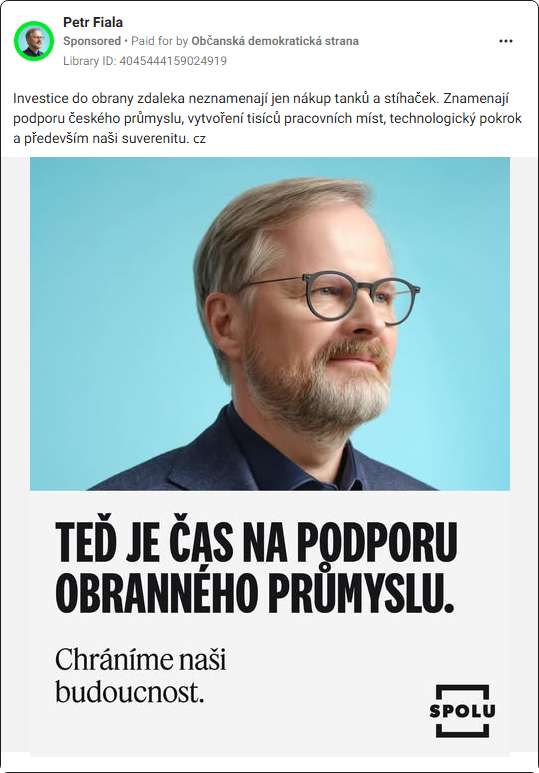 Petr Fiala
Sponsored • Paid for by Občanská demokratická strana
Library ID: 4045444159024919
Investice do obrany zdaleka neznamenají jen nákup tanků a stíhaček. Znamenají
podporu českého průmyslu, vytvoření tisíců pracovních míst, technologický pokrok
a především naši suverenitu. cz
TEĎ JE ČAS NA PODPORU
OBRANNÉHO PRŮMYSLU.
Chráníme naši
budoucnost.
SPOLU